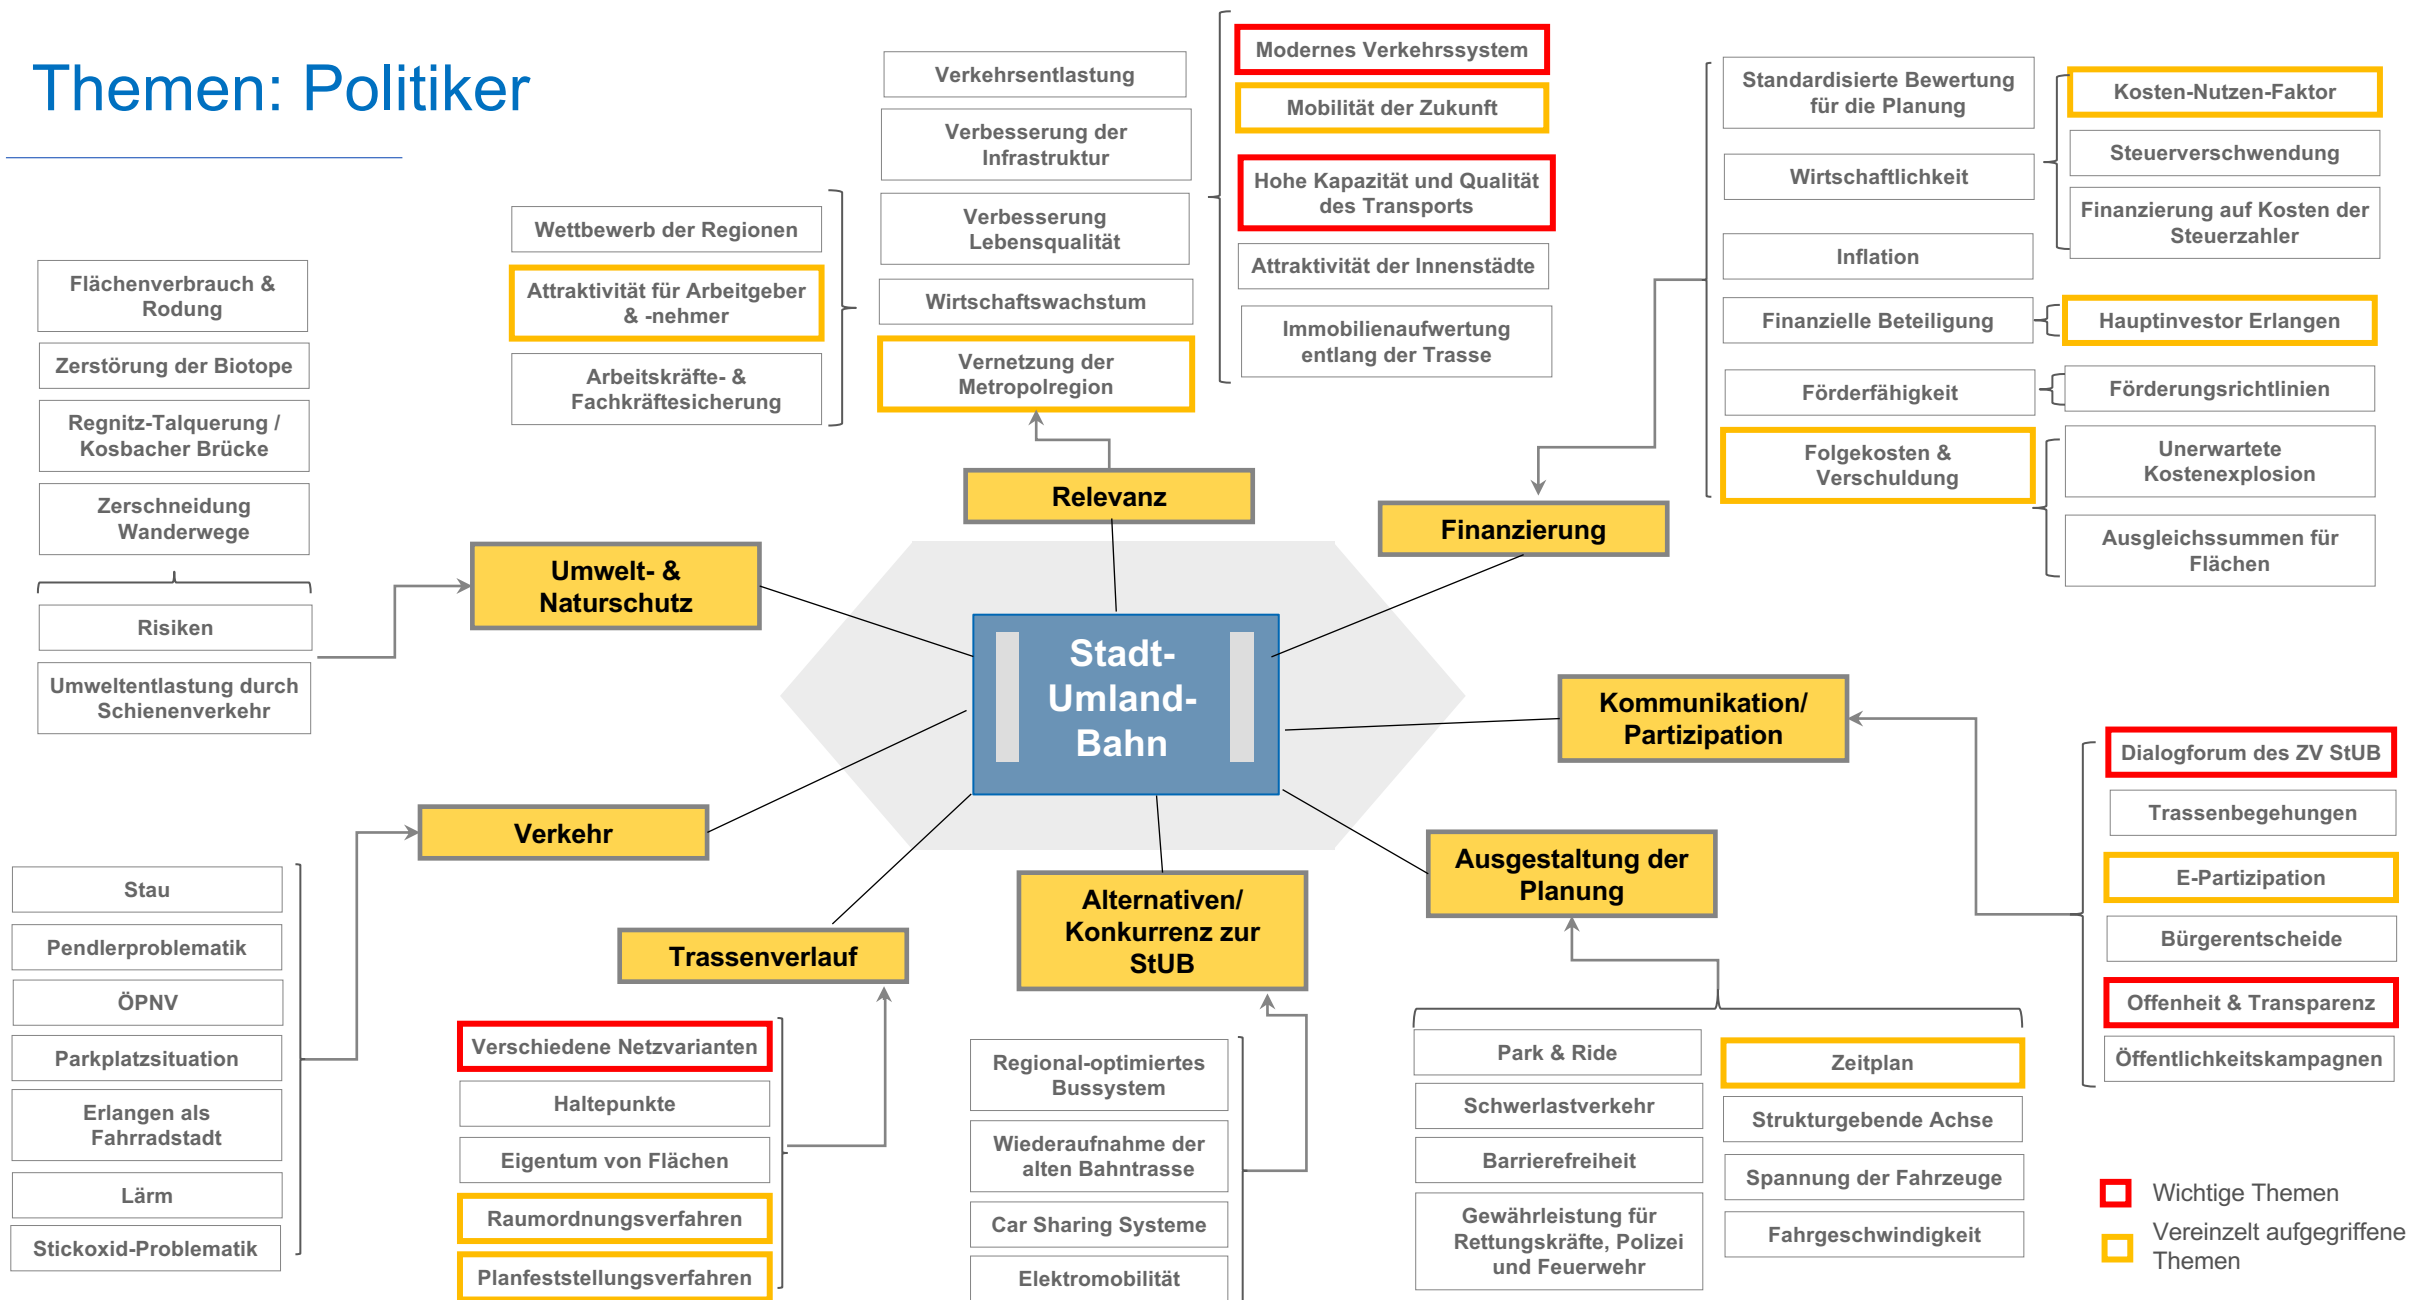 Themen: Politiker
Flächenverbrauch &
Rodung
Zerstörung der Biotope
Regnitz-Talquerung /
Kosbacher Brücke
Zerschneidung
Wanderwege
Risiken
Umweltentlastung durch
Schienenverkehr
Umwelt- &
Naturschutz
Wettbewerb der Regionen
Attraktivität für Arbeitgeber
& -nehmer
Arbeitskräfte- &
Fachkräftesicherung
Verkehrsentlastung
Verbesserung der
Infrastruktur
Verbesserung
Lebensqualität
Wirtschaftswachstum
Vernetzung der
Metropolregion
Modernes Verkehrssystem
Mobilität der Zukunft
Hohe Kapazität und Qualität
des Transports
Attraktivität der Innenstädte
Immobilienaufwertung
entlang der Trasse
Relevanz
Standardisierte Bewertung
für die Planung
Wirtschaftlichkeit
Inflation
Finanzielle Beteiligung
Förderfähigkeit
Folgekosten &
Verschuldung
Kosten-Nutzen-Faktor
Steuerverschwendung
Finanzierung auf Kosten der
Steuerzahler
Hauptinvestor Erlangen
Förderungsrichtlinien
Unerwartete
Kostenexplosion
Ausgleichssummen für
Flächen
Finanzierung
Stadt-
Umland-
Bahn
Kommunikation/
Partizipation
Dialogforum des ZV StUB
Trassenbegehungen
E-Partizipation
Bürgerentscheide
Offenheit & Transparenz
Öffentlichkeitskampagnen
Verkehr
Stau
Pendlerproblematik
ÖPNV
Parkplatzsituation
Erlangen als
Fahrradstadt
Lärm
Stickoxid-Problematik
Trassenverlauf
Verschiedene Netzvarianten
Haltepunkte
Eigentum von Flächen
Raumordnungsverfahren
Planfeststellungsverfahren
Alternativen/
Konkurrenz zur
StUB
Regional-optimiertes
Bussystem
Wiederaufnahme der
alten Bahntrasse
Car Sharing Systeme
Elektromobilität
Ausgestaltung der
Planung
Park & Ride
Schwerlastverkehr
Barrierefreiheit
Gewährleistung für
Rettungskräfte, Polizei
und Feuerwehr
Zeitplan
Strukturgebende Achse
Spannung der Fahrzeuge
Fahrgeschwindigkeit
Wichtige Themen
Vereinzelt aufgegriffene
Themen